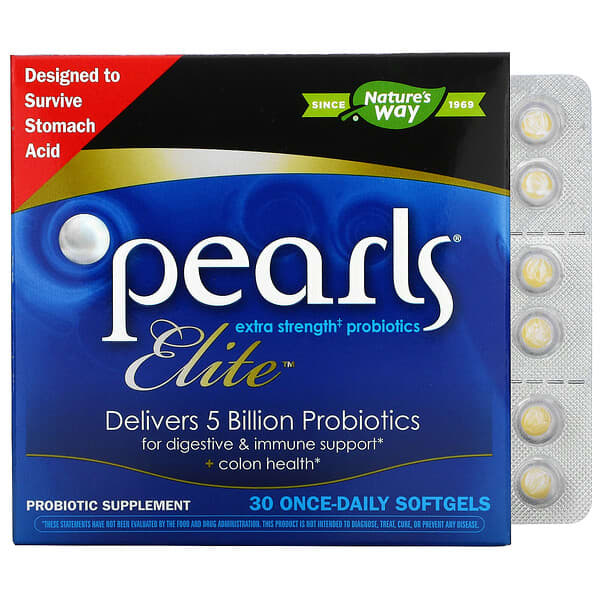 Designed to
Survive
Stomach
Acid
SINCE
Nature's
Way
1969
pearls®
extra strength‡ probiotics
Elite™
Delivers 5 Billion Probiotics
for digestive & immune support*
+ colon health*
PROBIOTIC SUPPLEMENT
30 ONCE-DAILY SOFTGELS
*THESE STATEMENTS HAVE NOT BEEN EVALUATED BY THE FOOD AND DRUG ADMINISTRATION. THIS PRODUCT IS NOT INTENDED TO DIAGNOSE, TREAT, CURE, OR PREVENT ANY DISEASE.